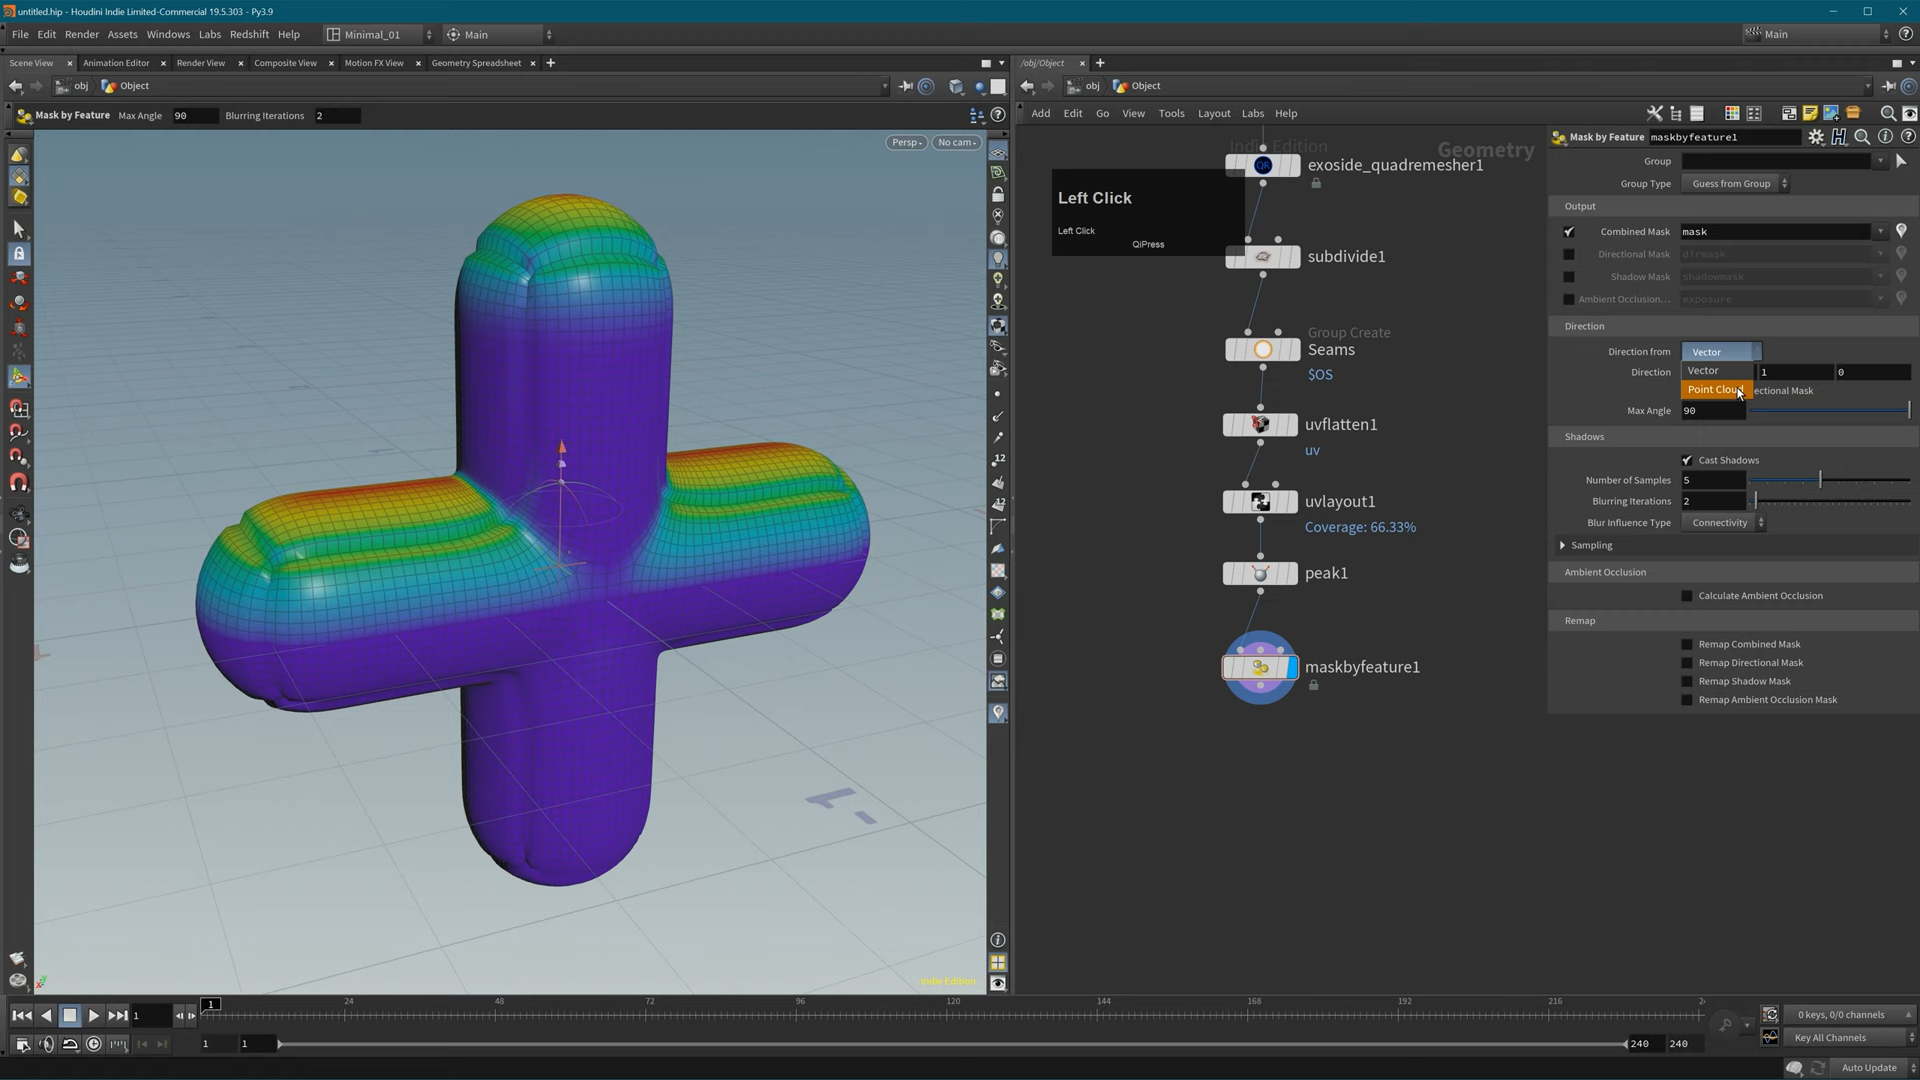 untitled.hip - Houdini Indie Limited-Commercial 19.5.303 - Py3.9
File Edit Render Assets Windows Labs Redshift Help Minimal_01 Main Main
Scene View Animation Editor Render View Composite View Motion FX View Geometry Spreadsheet
/obj/Object
obj Object
obj Object
Mask by Feature Max Angle 90 Blurring Iterations 2
Add Edit Go View Tools Layout Labs Help
Persp No cam
Indie Edition
Geometry
exoside_quadremesher1
Left Click
Left Click
QiPress
subdivide1
Group Create
Seams
$OS
uvflatten1
uv
uvlayout1
Coverage: 66.33%
peak1
maskbyfeature1
Mask by Feature maskbyfeature1
Group
Group Type Guess from Group
Output
Combined Mask mask
Directional Mask dirmask
Shadow Mask shadowmask
Ambient Occlusion... exposure
Direction
Direction from Vector
Vector
Direction 1 0
Point Cloud ectional Mask
Max Angle 90
Shadows
Cast Shadows
Number of Samples 5
Blurring Iterations 2
Blur Influence Type Connectivity
Sampling
Ambient Occlusion
Calculate Ambient Occlusion
Remap
Remap Combined Mask
Remap Directional Mask
Remap Shadow Mask
Remap Ambient Occlusion Mask
12
12
Indie Edition
1 1 24 48 72 96 120 144 168 192 216 2
0 keys, 0/0 channels
1 1 240 240
Key All Channels
Auto Update